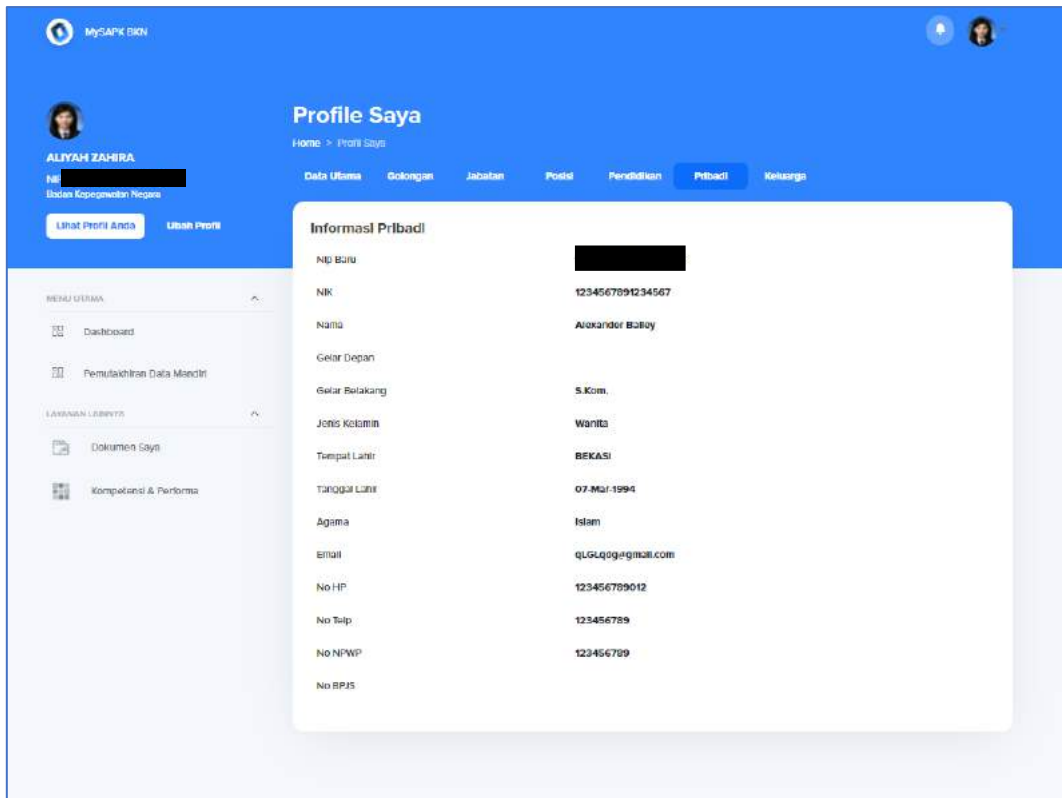 MySAPK BKN
ALIYAH ZAHIRA
NIP
Badan Kepegawaian Negara
Lihat Profil Anda Ubah Profil
MENU UTAMA
Dashboard
Pemutakhiran Data Mandiri
LAYANAN LAINNYA
Dokumen Saya
Kompetensi & Performa
Profile Saya
Home > Profil Saya
Data Utama Golongan Jabatan Posisi Pendidikan Pribadi Keluarga
Informasi Pribadi
Nip Baru
NIK 1234567891234567
Nama Alexander Bailey
Gelar Depan
Gelar Belakang S.Kom.
Jenis Kelamin Wanita
Tempat Lahir BEKASI
Tanggal Lahir 07-Mar-1994
Agama Islam
Email
No HP 123456789012
No Telp 123456789
No NPWP 123456789
No BPJS